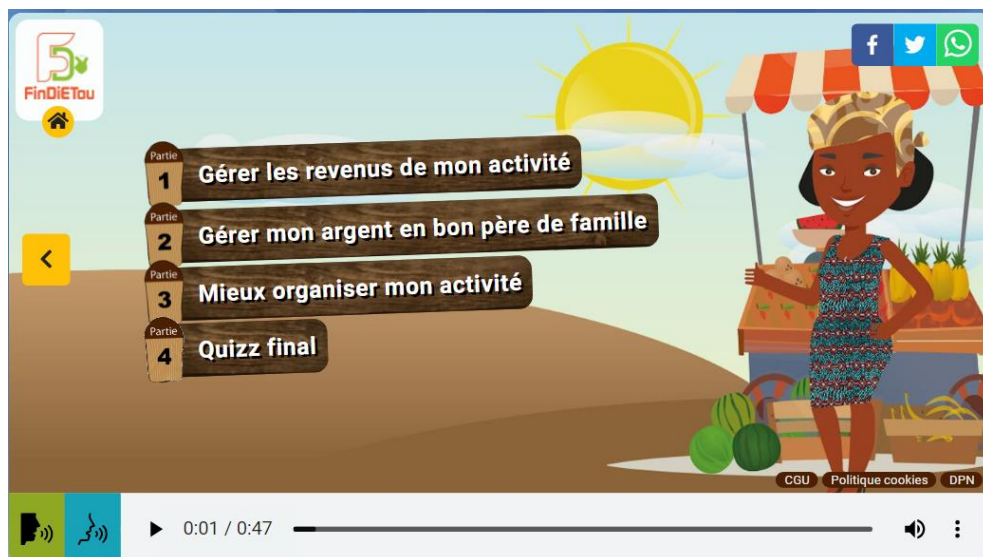 FinDiETou
Partie
1
Gérer les revenus de mon activité
Partie
2
Gérer mon argent en bon père de famille
Partie
3
Mieux organiser mon activité
Partie
4
Quizz final
CGU
Politique cookies
DPN
0:01 / 0:47